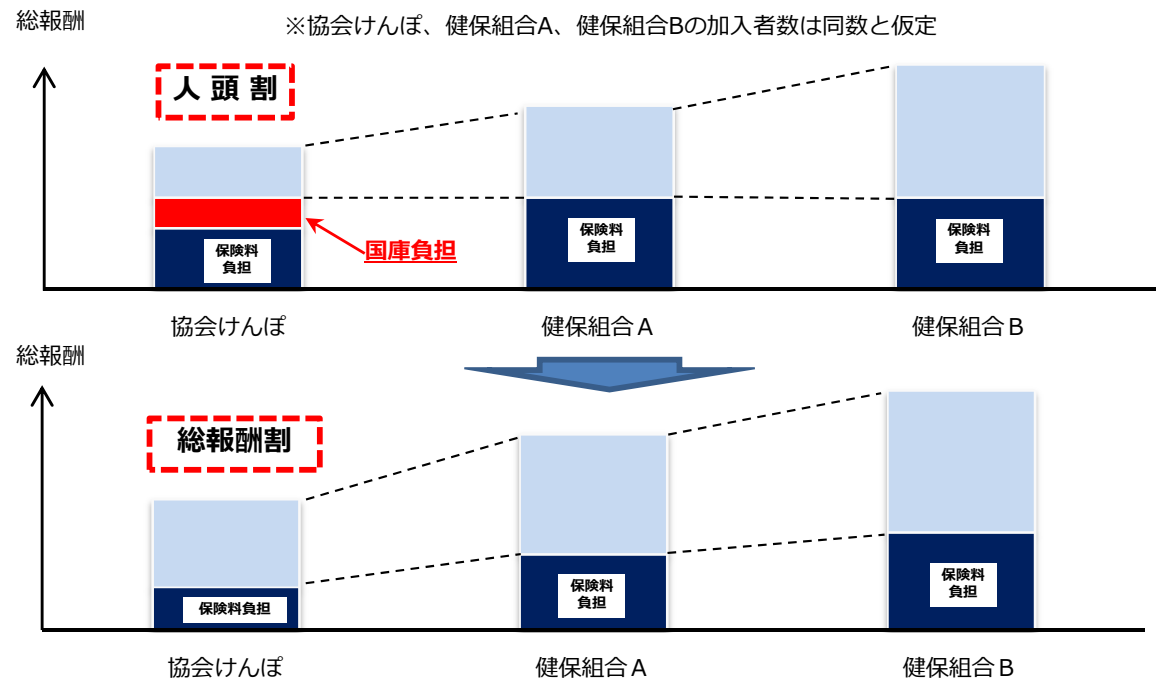 総報酬
※協会けんぽ、健保組合A、健保組合Bの加入者数は同数と仮定
人 頭 割
保険料
負担
国庫負担
保険料
負担
保険料
負担
協会けんぽ
健保組合A
健保組合B
総報酬
総報酬割
保険料負担
保険料
負担
保険料
負担
協会けんぽ
健保組合A
健保組合B